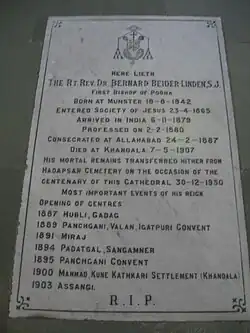 HERE LIETH
THE RT. REV. DR. BERNARD BEIDER-LINDEN, S.J.
FIRST BISHOP OF POONA
BORN AT MUNSTER 18-8-1842
ENTERED SOCIETY OF JESUS 23-4-1865
ARRIVED IN INDIA 6-11-1879
PROFESSED ON 2-2-1880
CONSECRATED AT ALLAHABAD 24-2-1887
DIED AT KHANDALA 7-5-1907
HIS MORTAL REMAINS TRANSFERRED HITHER FROM
HADAPSAR CEMETERY ON THE OCCASION OF THE
CENTENARY OF THIS CATHEDRAL 30-12-1950
MOST IMPORTANT EVENTS OF HIS REIGN
OPENING OF CENTRES
1887 HUBLI, GADAG
1889 PANCHGANI, VALAN, IGATPURI CONVENT
1891 MIRAJ
1894 PADATGAL, SANGAMNER
1895 PANCHGANI CONVENT
1900 MANMAD, KUNE KATHKARI SETTLEMENT (KHANDALA)
1903 ASSANGI.
R.I.P.